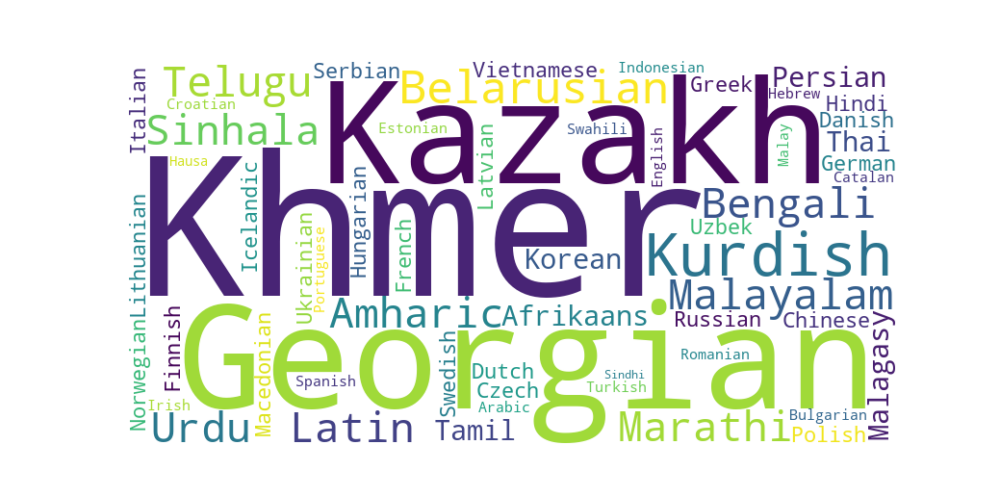 Italian
Telugu
Croatian
Sinhala
Hausa
Serbian
Vietnamese
Indonesian
Belarusian
Greek
Persian
Hebrew
Hindi
Danish
Thai
German
Catalan
Kazakh
Estonian
Latvian
Swahili
English
Malay
Khmer
Icelandic
Hungarian
Ukrainian
Portuguese
French
Korean
Bengali
Uzbek
Kurdish
Malayalam
Lithuanian
Norwegian
Finnish
Macedonian
Georgian
Amharic
Afrikaans
Russian
Chinese
Malagasy
Romanian
Sindhi
Turkish
Spanish
Swedish
Dutch
Czech
Arabic
Irish
Urdu
Latin
Tamil
Marathi
Bulgarian
Polish